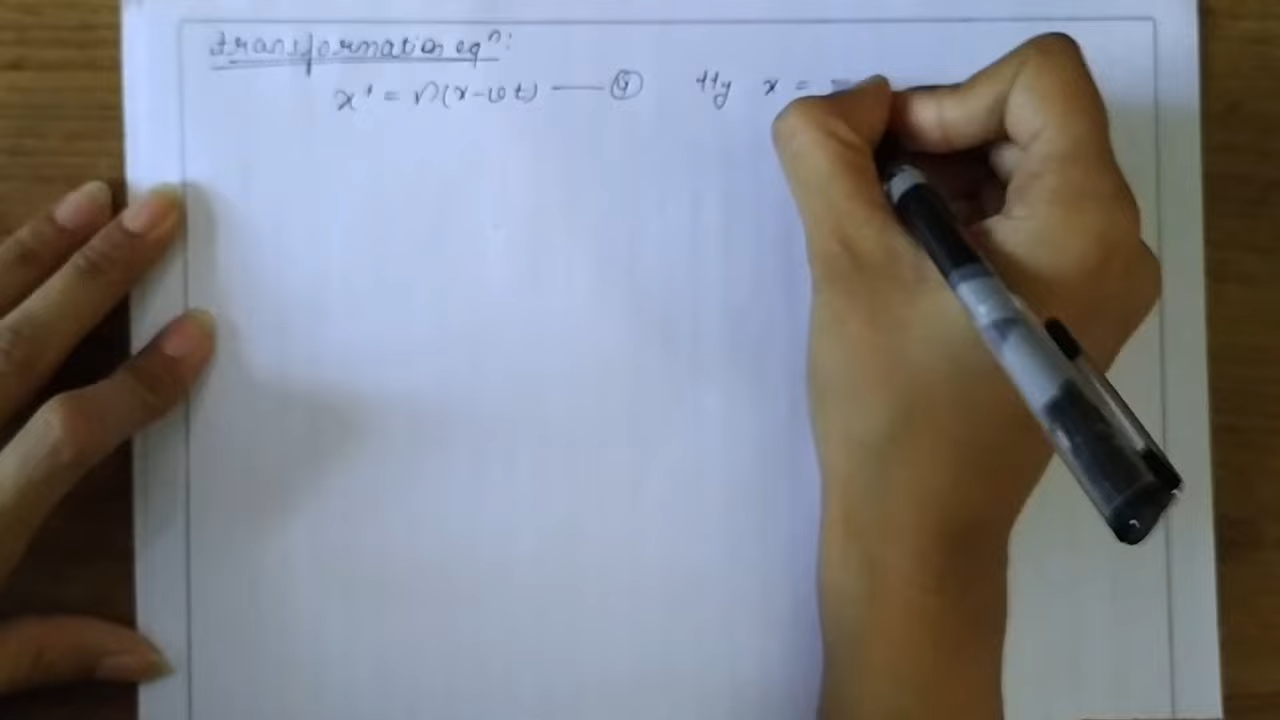 transformation eqⁿ:
x' = γ(x-vt) —— ④ lly x =